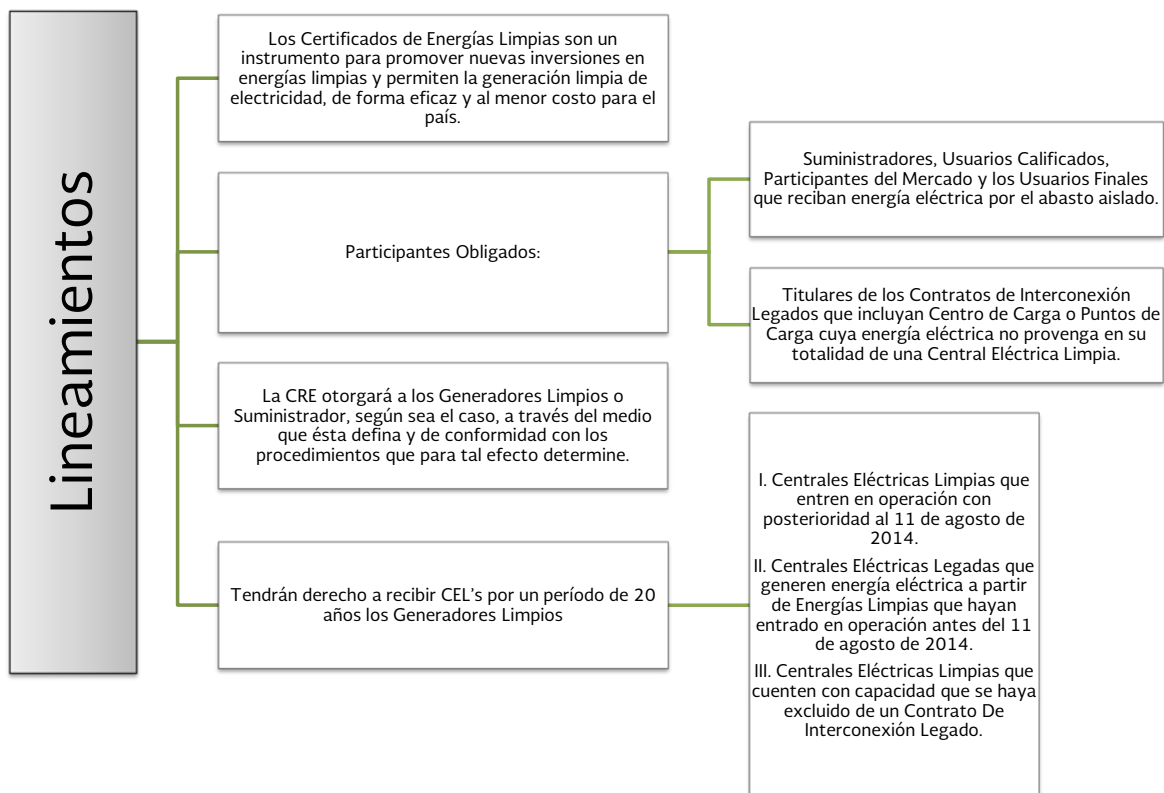 Lineamientos
Los Certificados de Energías Limpias son un
instrumento para promover nuevas inversiones en
energías limpias y permiten la generación limpia de
electricidad, de forma eficaz y al menor costo para el
país.
Participantes Obligados:
Suministradores, Usuarios Calificados,
Participantes del Mercado y los Usuarios Finales
que reciban energía eléctrica por el abasto aislado.
Titulares de los Contratos de Interconexión
Legados que incluyan Centro de Carga o Puntos de
Carga cuya energía eléctrica no provenga en su
totalidad de una Central Eléctrica Limpia.
La CRE otorgará a los Generadores Limpios o
Suministrador, según sea el caso, a través del medio
que ésta defina y de conformidad con los
procedimientos que para tal efecto determine.
Tendrán derecho a recibir CEL’s por un período de 20
años los Generadores Limpios
I. Centrales Eléctricas Limpias que
entren en operación con
posterioridad al 11 de agosto de
2014.
II. Centrales Eléctricas Legadas que
generen energía eléctrica a partir
de Energías Limpias que hayan
entrado en operación antes del 11
de agosto de 2014.
III. Centrales Eléctricas Limpias que
cuenten con capacidad que se haya
excluido de un Contrato De
Interconexión Legado.